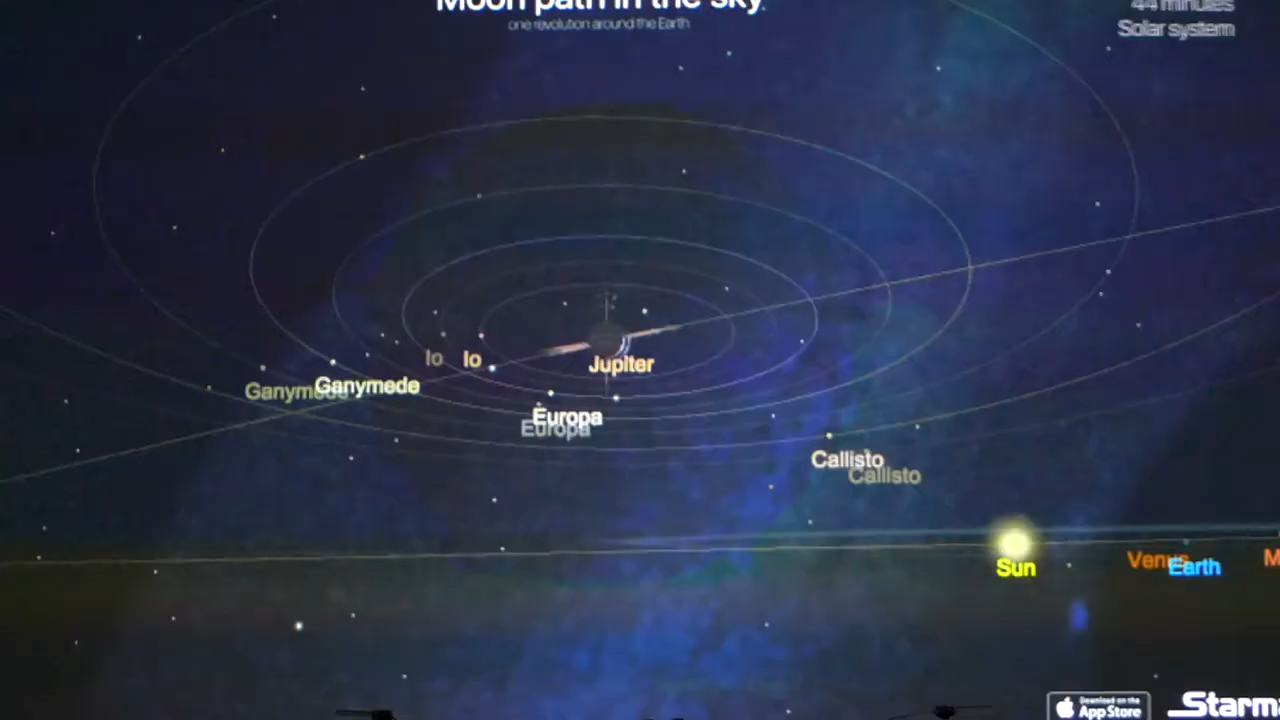 Moon path in the sky
one revolution around the Earth
44 minutes
Solar system
Io
Io
Jupiter
Ganymede
Ganymede
Europa
Europa
Callisto
Callisto
Sun
Venus
Earth
M
Download on the
App Store
Starm